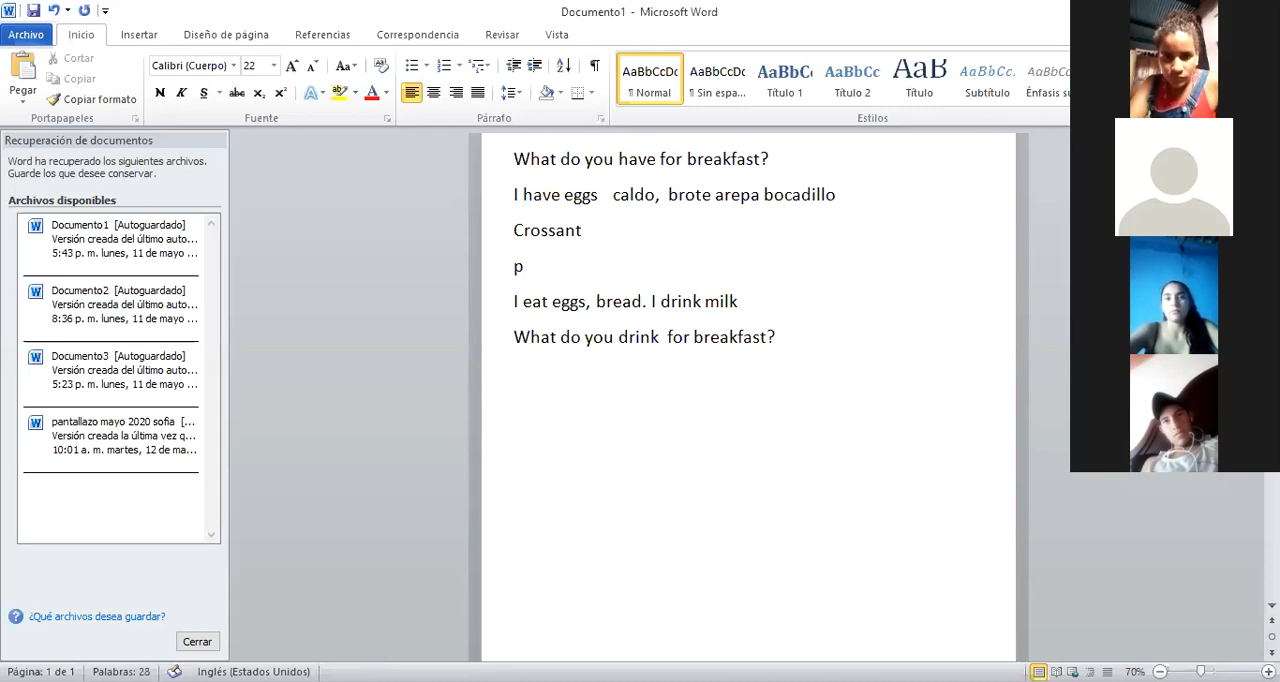 Documento1 - Microsoft Word
Archivo Inicio Insertar Diseño de página Referencias Correspondencia Revisar Vista
Pegar
Cortar
Copiar
Copiar formato
Portapapeles
Calibri (Cuerpo) 22
Fuente
Párrafo
AaBbCcDc AaBbCcDc AaBbC AaBbCc AaB AaBbCc. AaBbCc
¶ Normal ¶ Sin espa... Título 1 Título 2 Título Subtítulo Énfasis s
Estilos
Recuperación de documentos
Word ha recuperado los siguientes archivos.
Guarde los que desee conservar.
Archivos disponibles
Documento1 [Autoguardado]
Versión creada del último auto...
5:43 p. m. lunes, 11 de mayo ...
Documento2 [Autoguardado]
Versión creada del último auto...
8:36 p. m. lunes, 11 de mayo ...
Documento3 [Autoguardado]
Versión creada del último auto...
5:23 p. m. lunes, 11 de mayo ...
pantallazo mayo 2020 sofia [...
Versión creada la última vez q...
10:01 a. m. martes, 12 de ma...
¿Qué archivos desea guardar?
Cerrar
What do you have for breakfast?
I have eggs caldo, brote arepa bocadillo
Crossant
p
I eat eggs, bread. I drink milk
What do you drink for breakfast?
Página: 1 de 1 Palabras: 28 Inglés (Estados Unidos) 70%